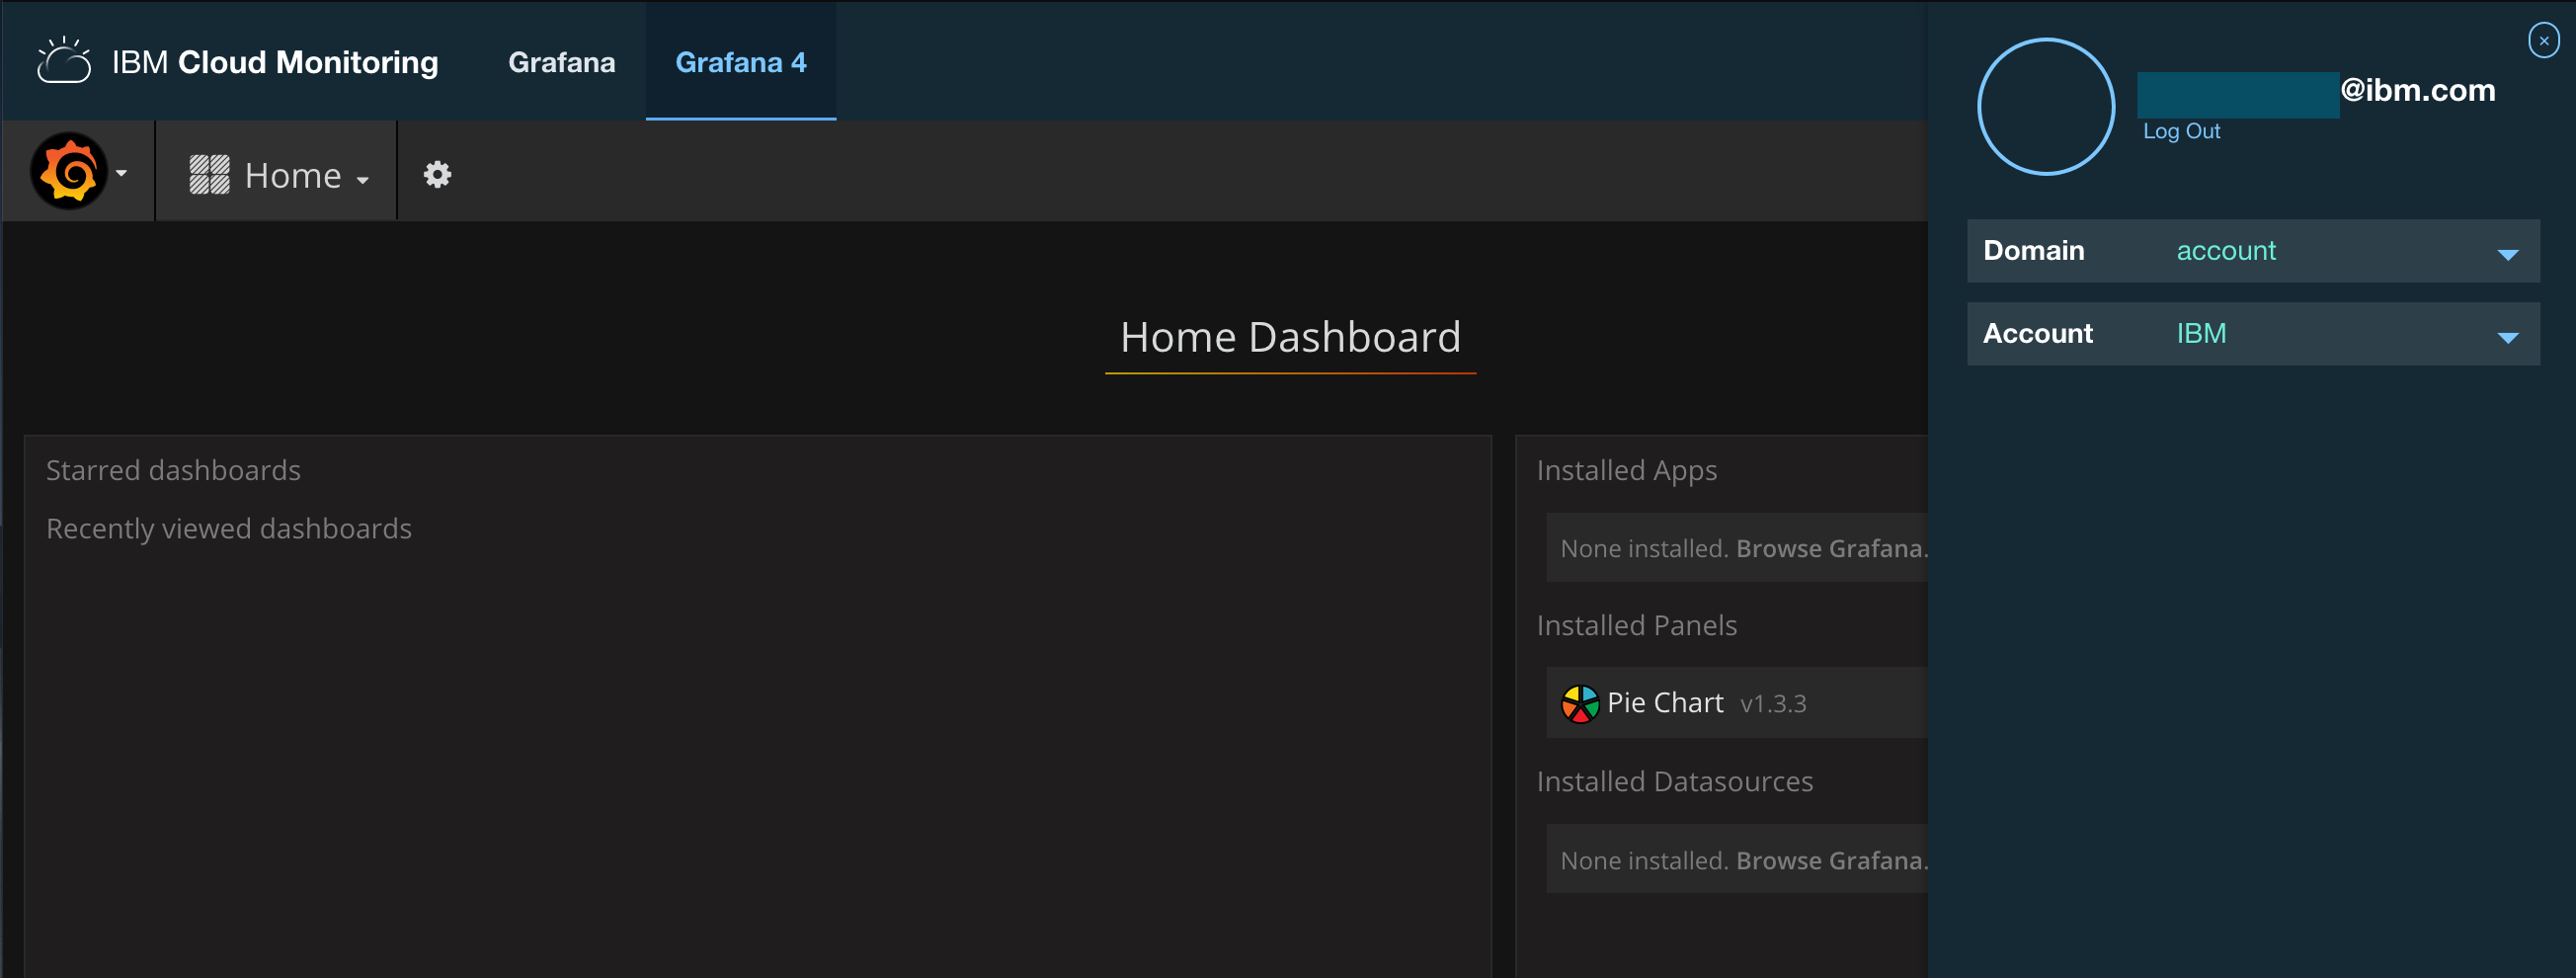 IBM Cloud Monitoring
Grafana
Grafana 4
@ibm.com
Log Out
Home
Domain account
Account IBM
Home Dashboard
Starred dashboards
Recently viewed dashboards
Installed Apps
None installed. Browse Grafana.
Installed Panels
Pie Chart v1.3.3
Installed Datasources
None installed. Browse Grafana.